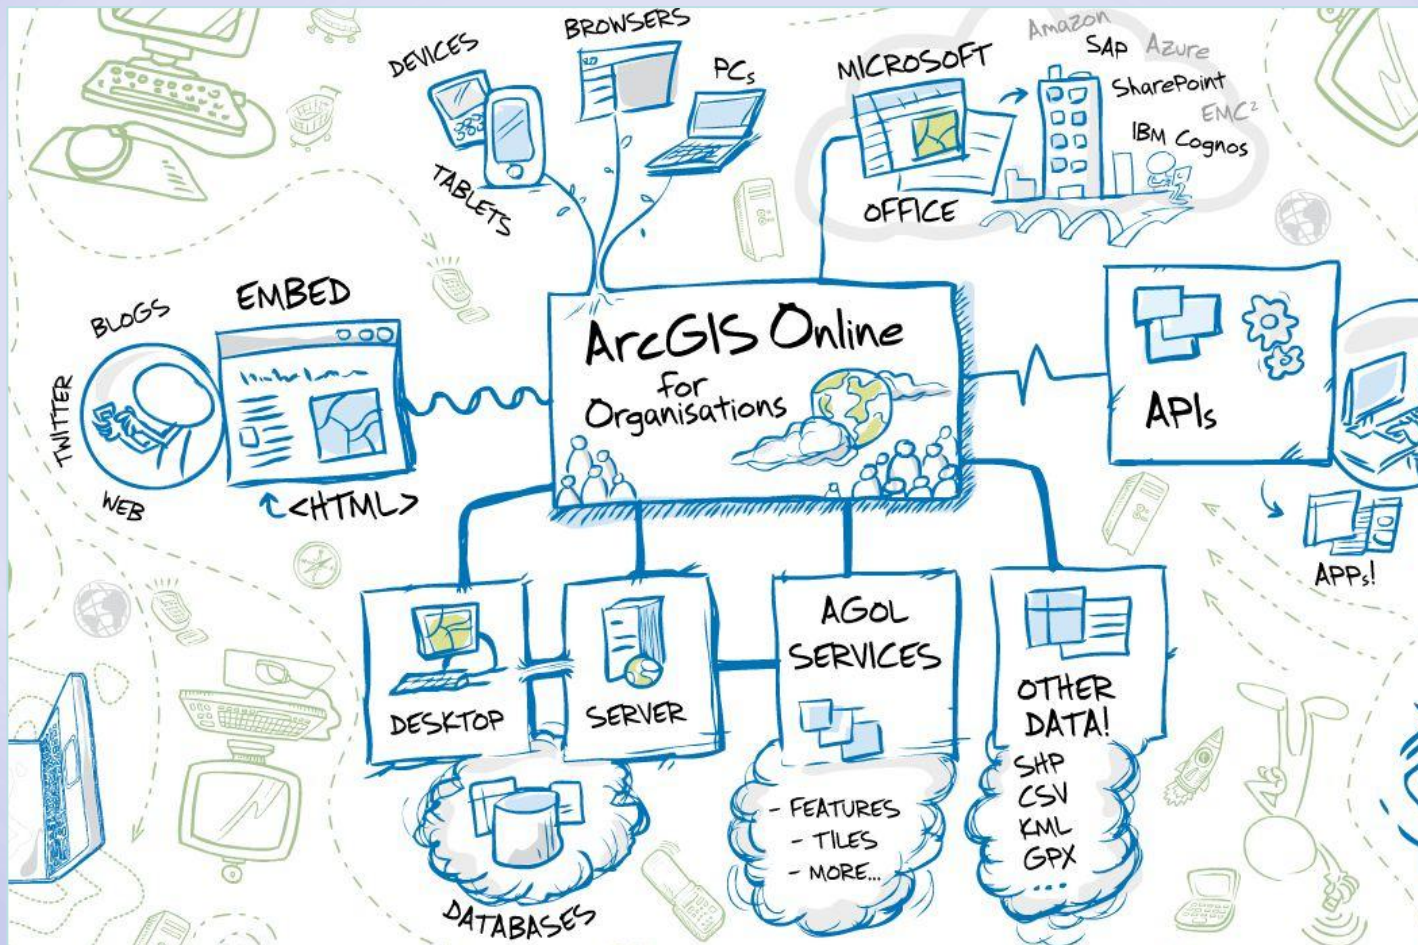 DEVICES
TABLETS
BROWSERS
PCs
MICROSOFT
OFFICE
Amazon
SAP
Azure
SharePoint
EMC²
IBM Cognos
BLOGS
TWITTER
WEB
EMBED
<HTML>
ArcGIS Online
for
Organisations
APIs
APPs!
DESKTOP
SERVER
DATABASES
AGOL
SERVICES
- FEATURES
- TILES
- MORE...
OTHER
DATA!
SHP
CSV
KML
GPX
...